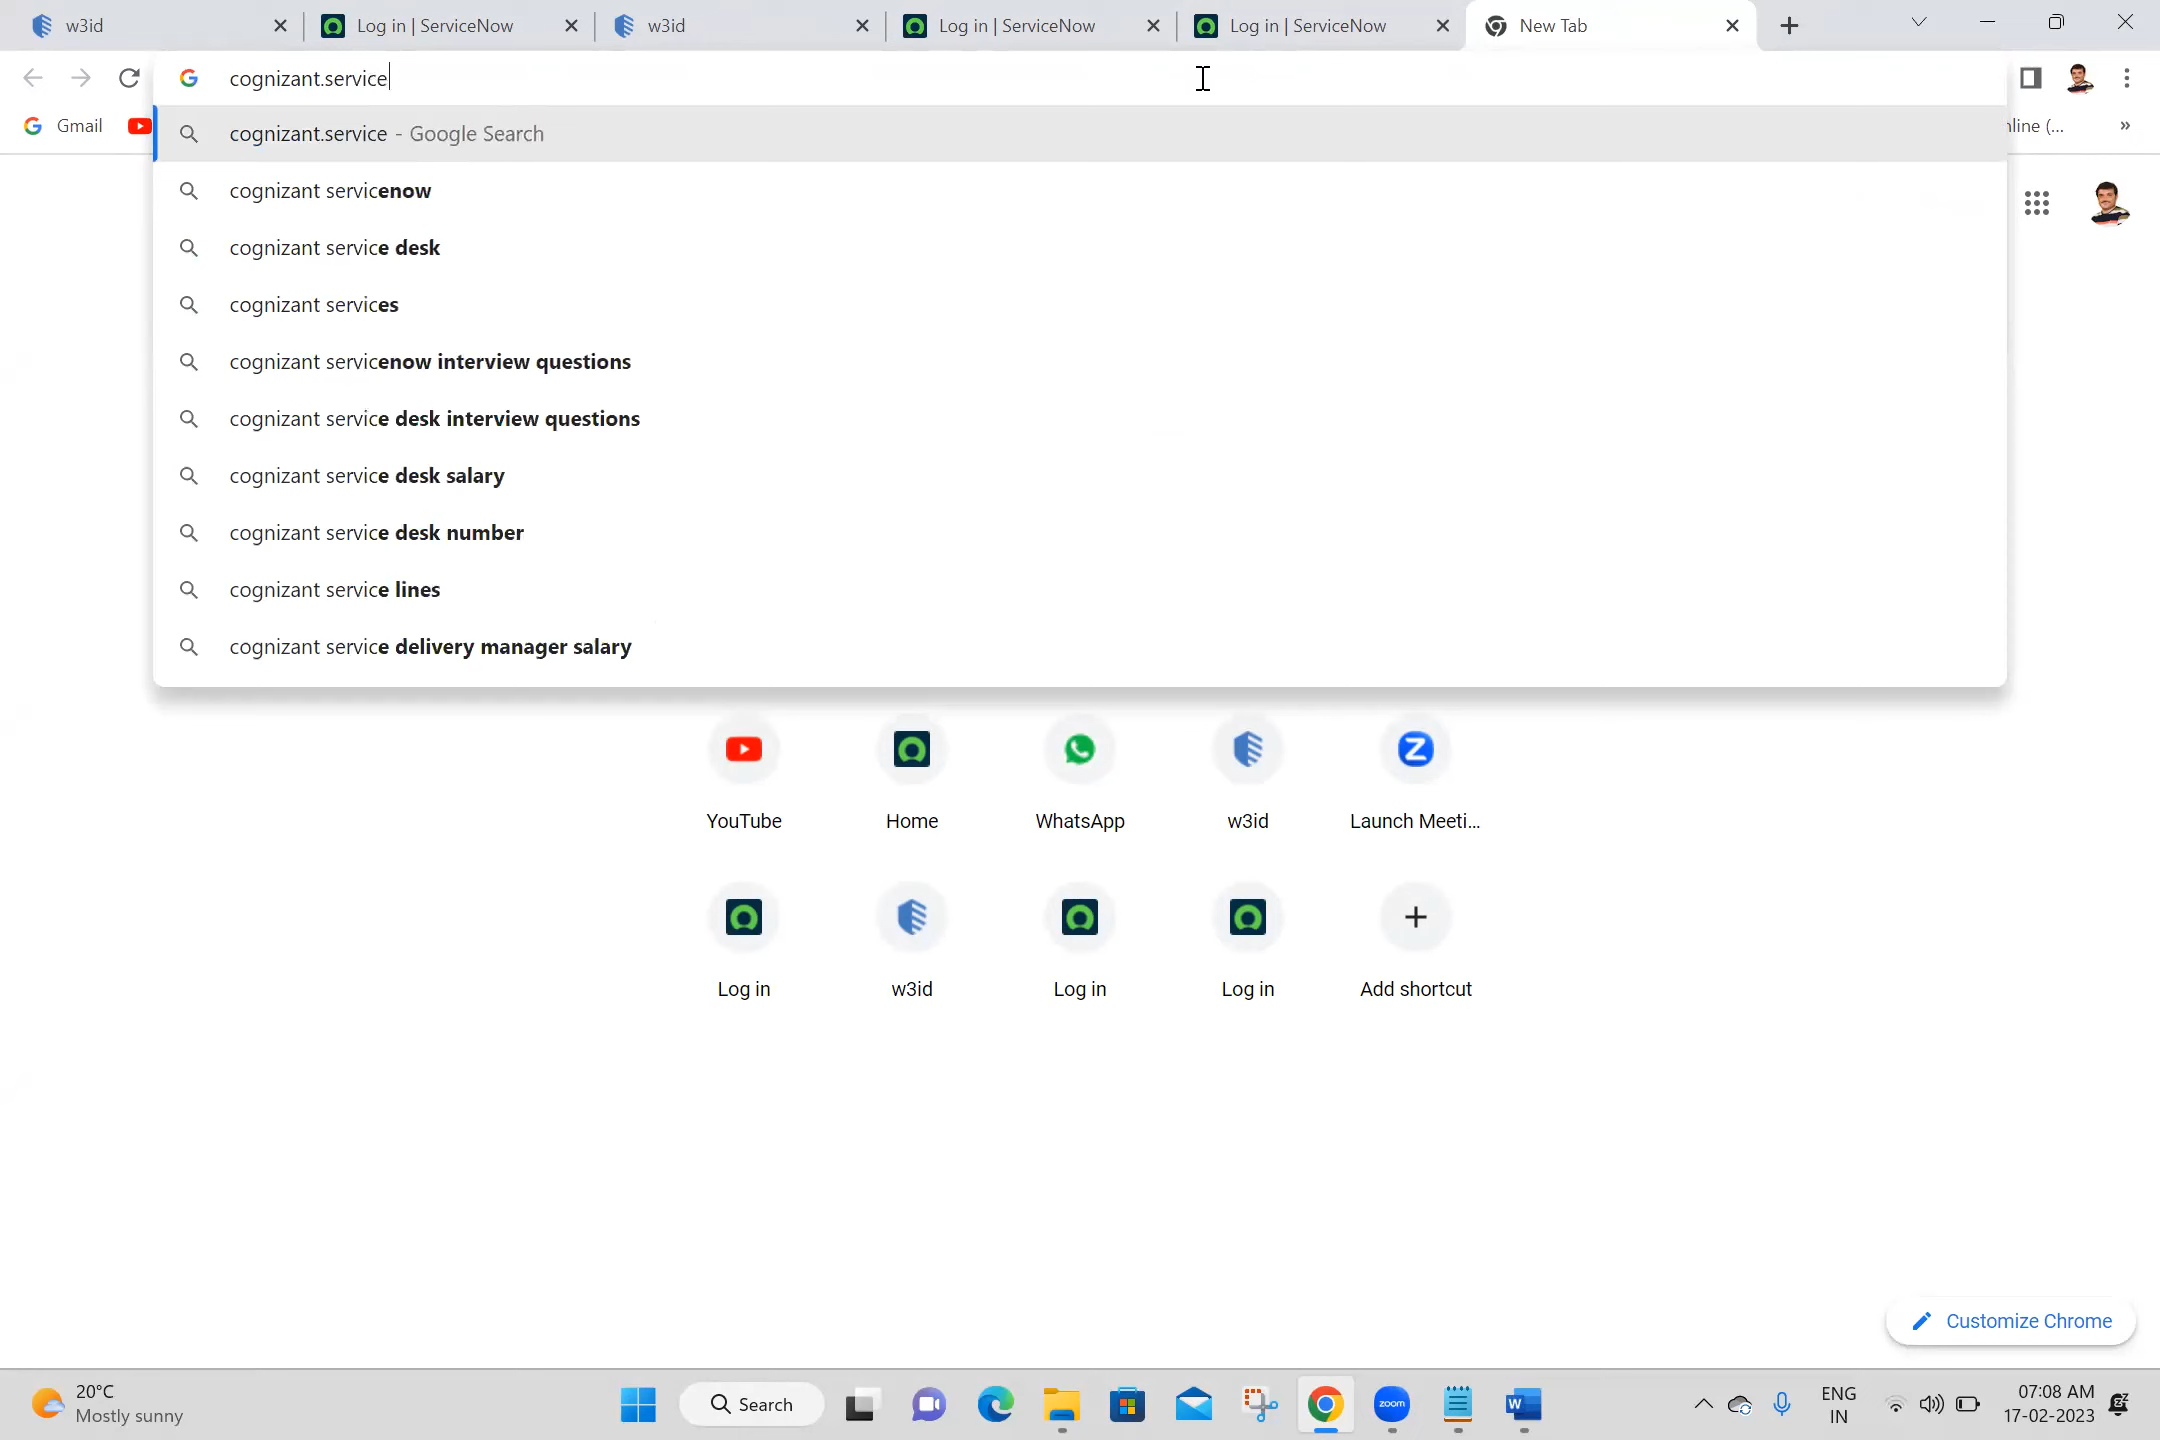 w3id
Log in | ServiceNow
w3id
Log in | ServiceNow
Log in | ServiceNow
New Tab
cognizant.service
Gmail
nline (...
cognizant.service - Google Search
cognizant servicenow
cognizant service desk
cognizant services
cognizant servicenow interview questions
cognizant service desk interview questions
cognizant service desk salary
cognizant service desk number
cognizant service lines
cognizant service delivery manager salary
YouTube
Home
WhatsApp
w3id
Launch Meeti...
Log in
w3id
Log in
Log in
Add shortcut
Customize Chrome
20°C
Mostly sunny
Search
zoom
W
ENG
IN
07:08 AM
17-02-2023